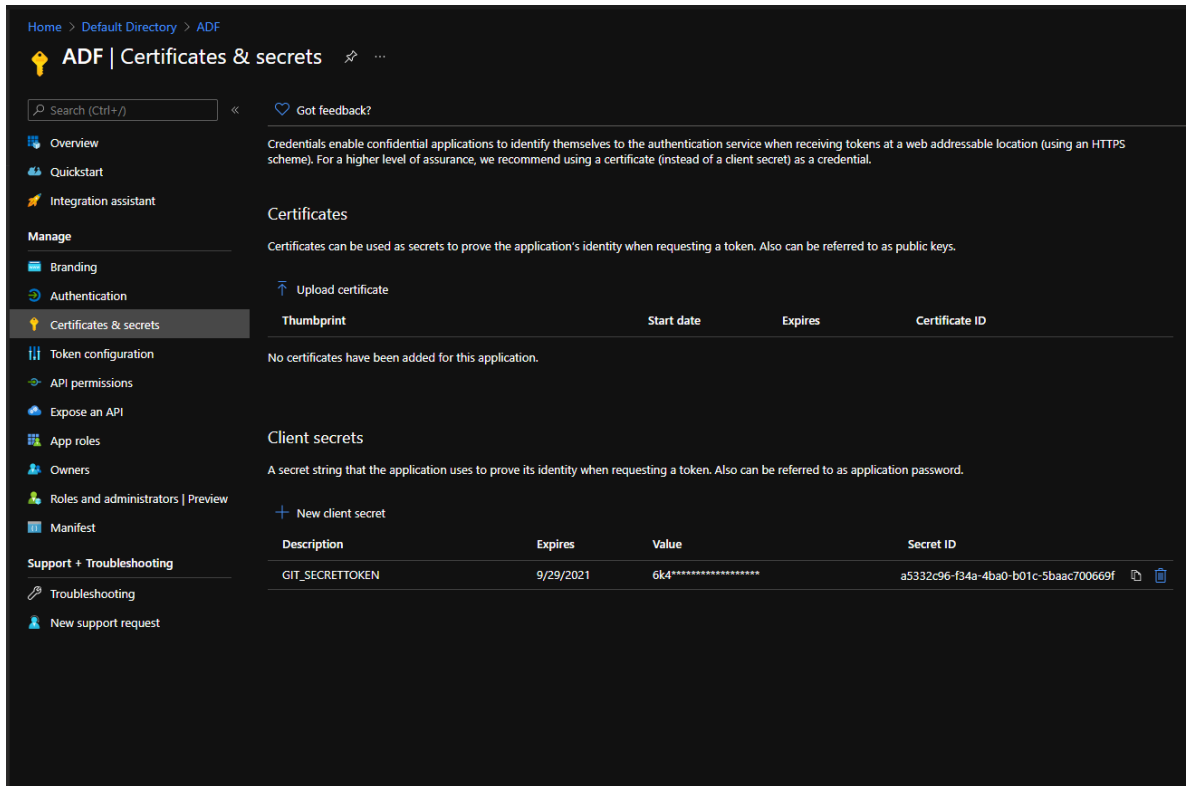 Home > Default Directory > ADF
ADF | Certificates & secrets ...
Search (Ctrl+/) «
Got feedback?
Overview
Quickstart
Integration assistant
Manage
Branding
Authentication
Certificates & secrets
Token configuration
API permissions
Expose an API
App roles
Owners
Roles and administrators | Preview
Manifest
Support + Troubleshooting
Troubleshooting
New support request
Credentials enable confidential applications to identify themselves to the authentication service when receiving tokens at a web addressable location (using an HTTPS
scheme). For a higher level of assurance, we recommend using a certificate (instead of a client secret) as a credential.
Certificates
Certificates can be used as secrets to prove the application's identity when requesting a token. Also can be referred to as public keys.
Upload certificate
Thumbprint Start date Expires Certificate ID
No certificates have been added for this application.
Client secrets
A secret string that the application uses to prove its identity when requesting a token. Also can be referred to as application password.
New client secret
Description Expires Value Secret ID
GIT_SECRETTOKEN 9/29/2021 6k4****************** a5332c96-f34a-4ba0-b01c-5baac700669f